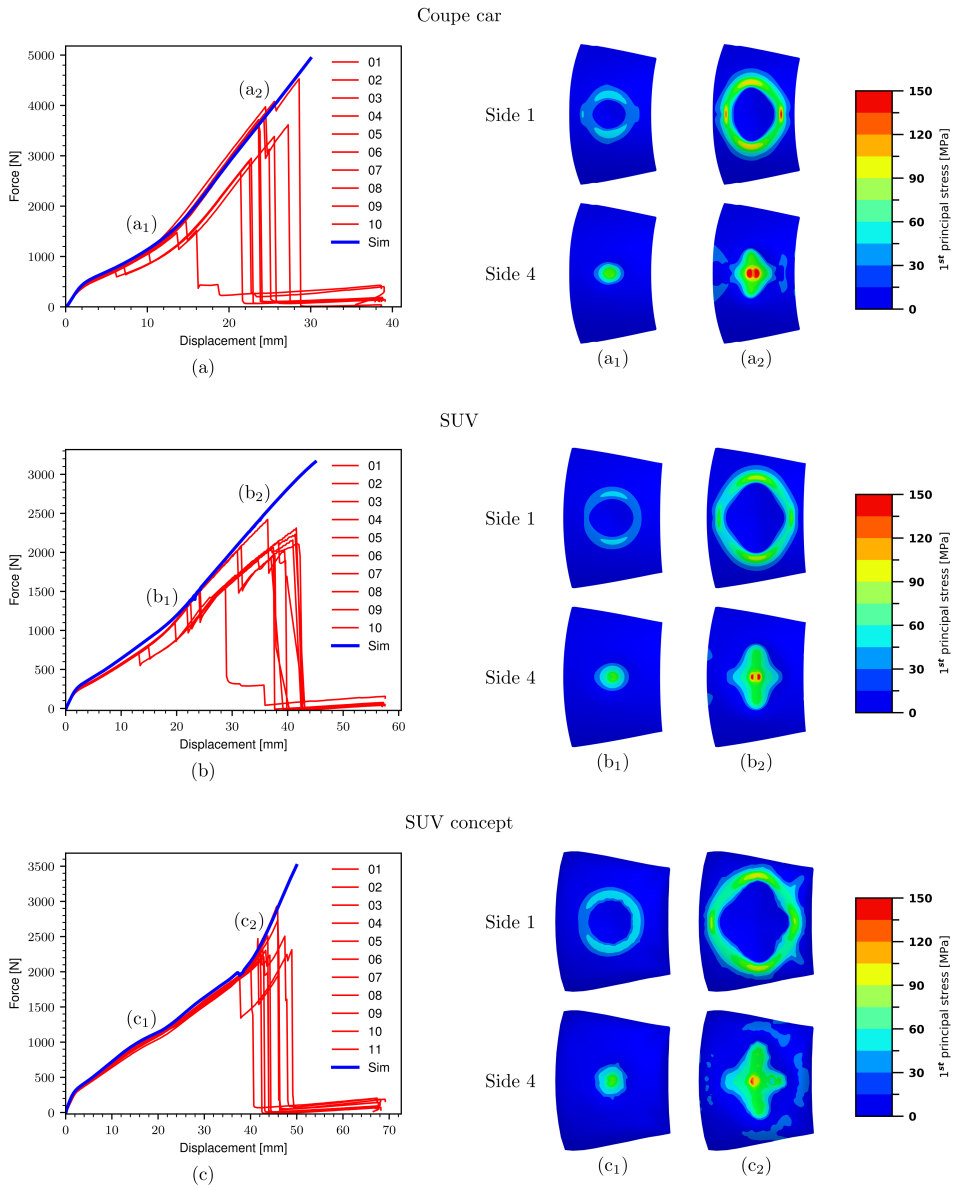 Coupe car
5000
4000
3000
2000
1000
0
Force [N]
0 10 20 30 40
Displacement [mm]
(a₁)
(a₂)
01
02
03
04
05
06
07
08
09
10
Sim
(a)
Side 1
Side 4
(a₁) (a₂)
150
120
90
60
30
0
1st principal stress [MPa]
SUV
3000
2500
2000
1500
1000
500
0
Force [N]
0 10 20 30 40 50 60
Displacement [mm]
(b₁)
(b₂)
01
02
03
04
05
06
07
08
09
10
Sim
(b)
Side 1
Side 4
(b₁) (b₂)
150
120
90
60
30
0
1st principal stress [MPa]
SUV concept
3500
3000
2500
2000
1500
1000
500
0
Force [N]
0 10 20 30 40 50 60 70
Displacement [mm]
(c₁)
(c₂)
01
02
03
04
05
06
07
08
09
10
11
Sim
(c)
Side 1
Side 4
(c₁) (c₂)
150
120
90
60
30
0
1st principal stress [MPa]